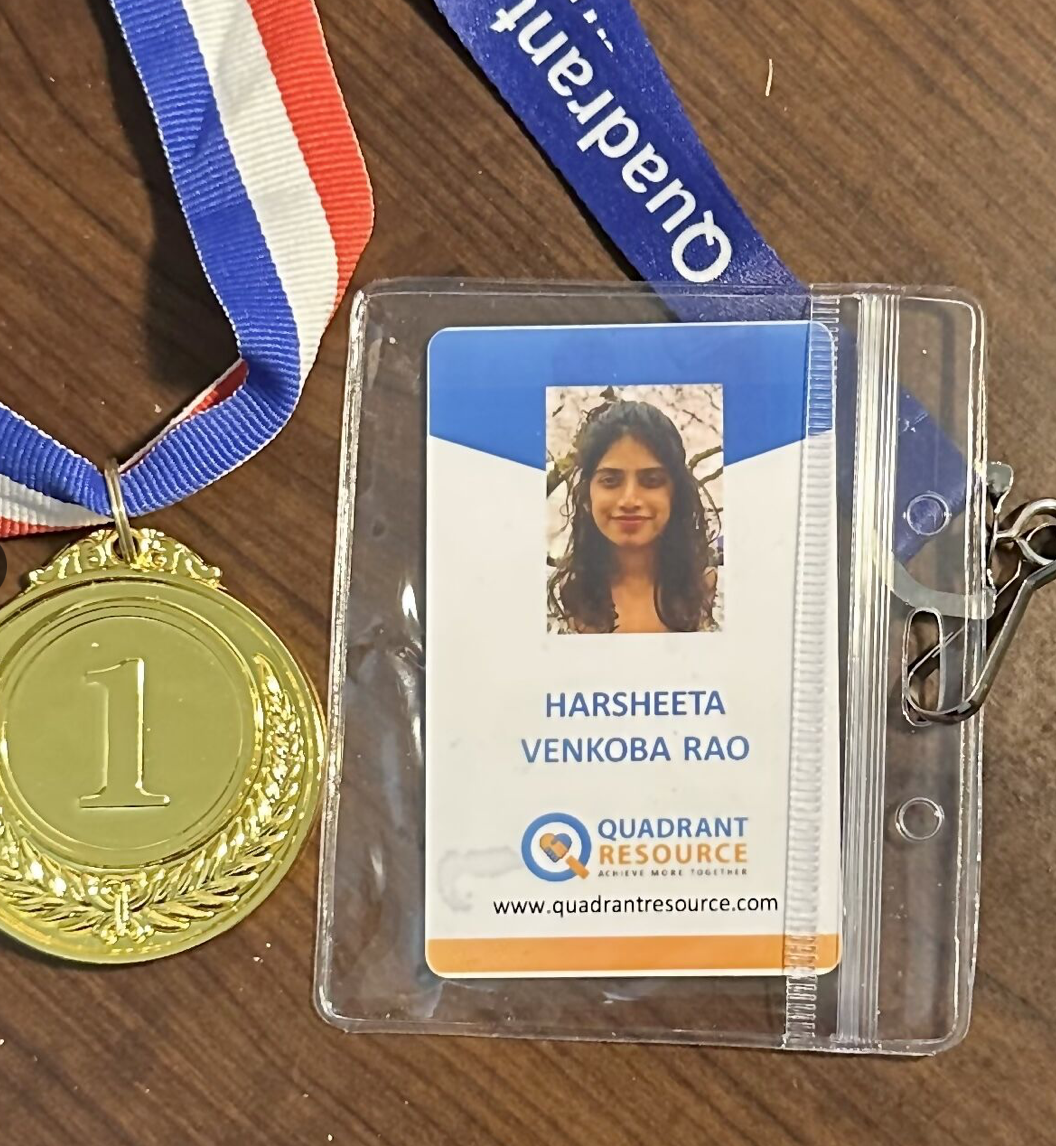 Quadrant
1
HARSHEETA
VENKOBA RAO
QUADRANT
RESOURCE
ACHIEVE MORE TOGETHER
www.quadrantresource.com